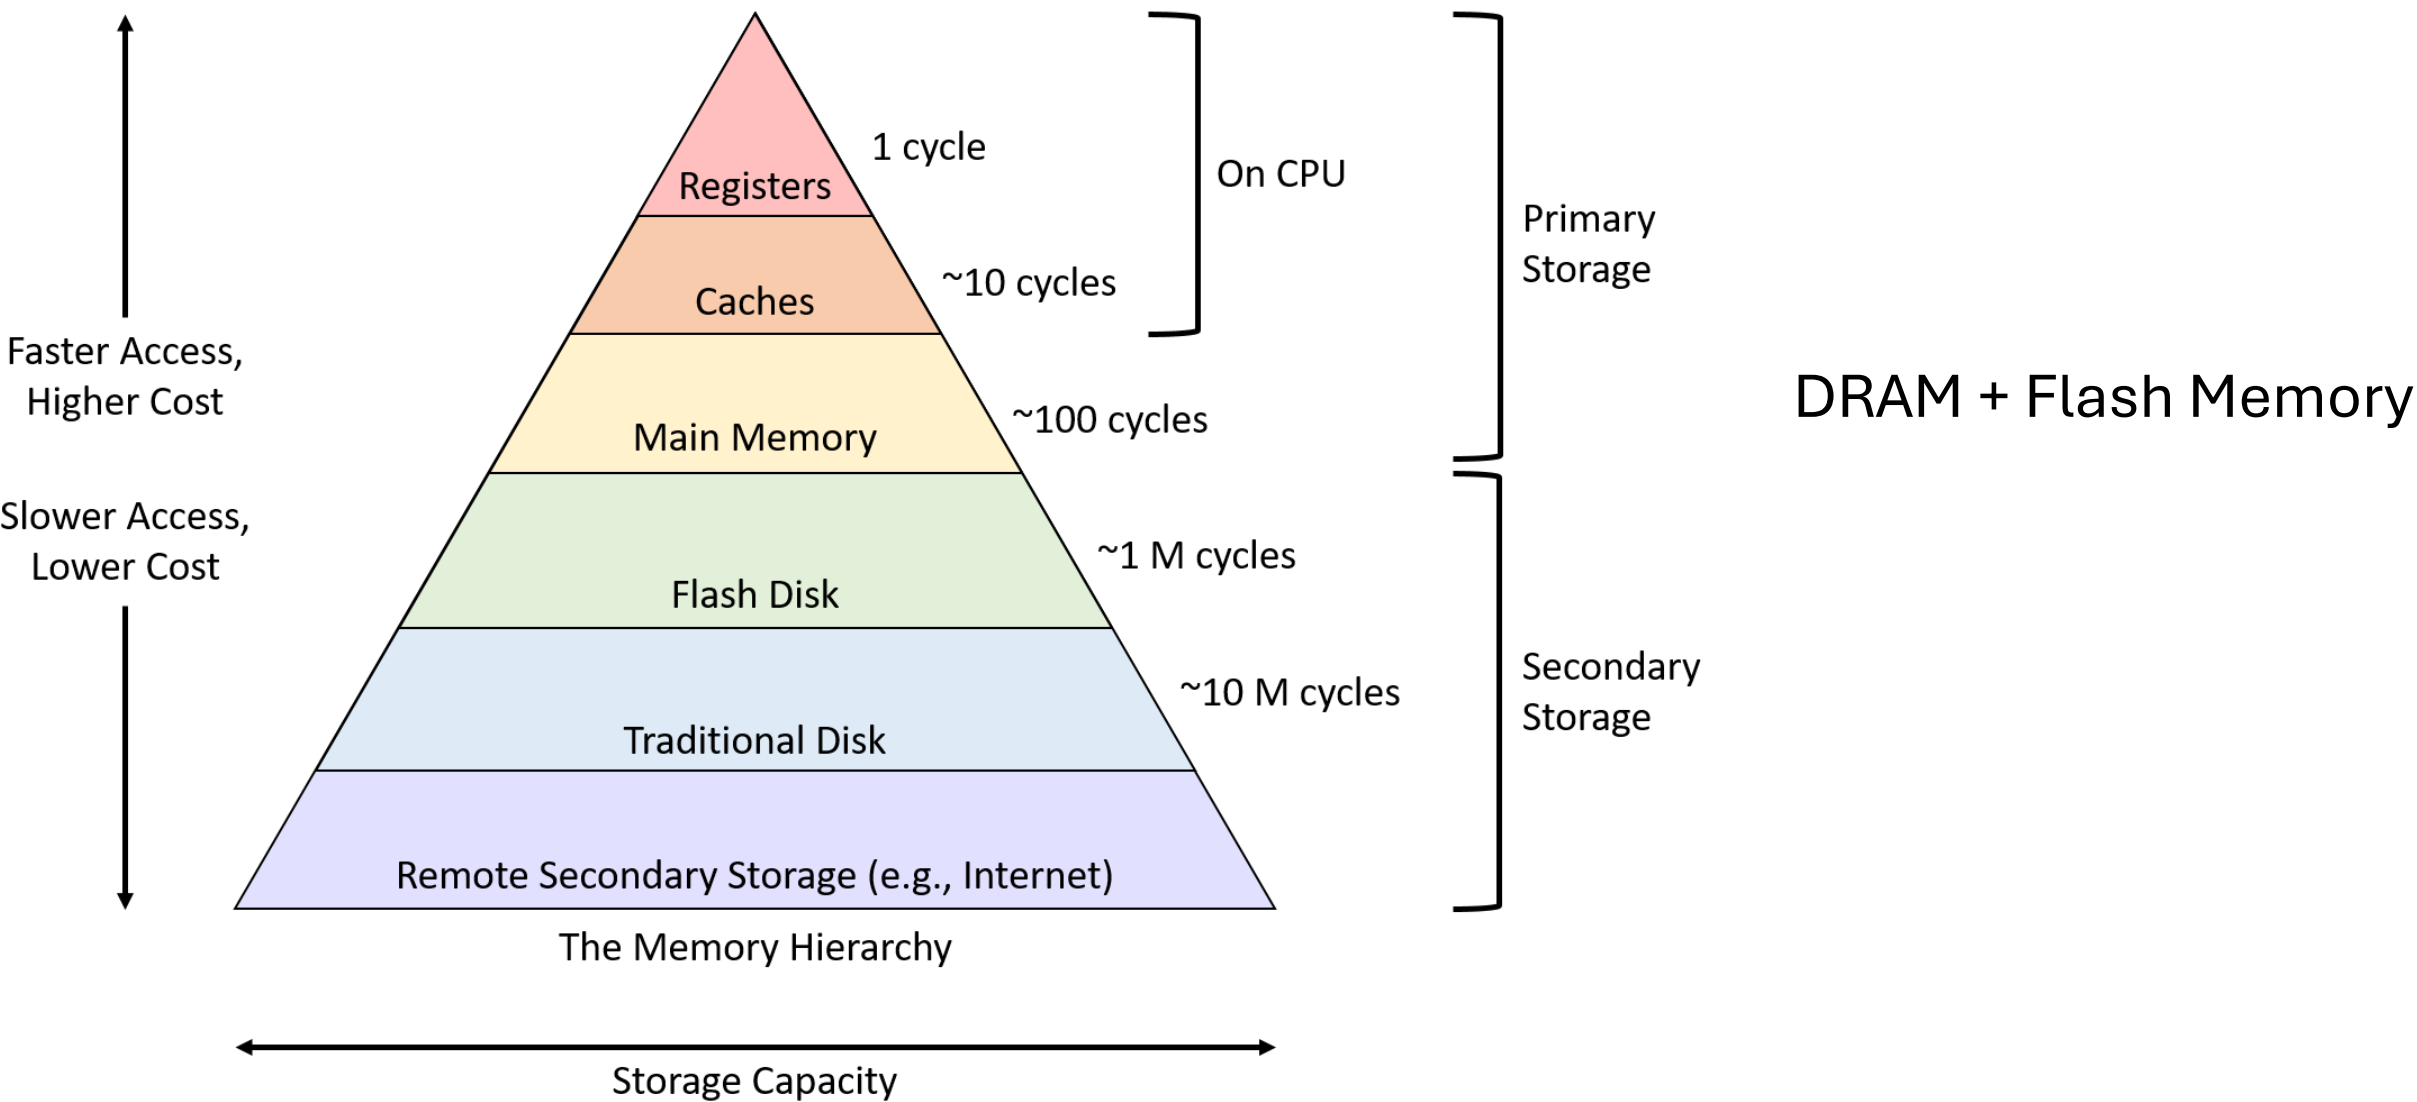 Faster Access,
Higher Cost
Slower Access,
Lower Cost
Registers
Caches
Main Memory
Flash Disk
Traditional Disk
Remote Secondary Storage (e.g., Internet)
The Memory Hierarchy
Storage Capacity
1 cycle
~10 cycles
~100 cycles
~1 M cycles
~10 M cycles
On CPU
Primary
Storage
Secondary
Storage
DRAM + Flash Memory